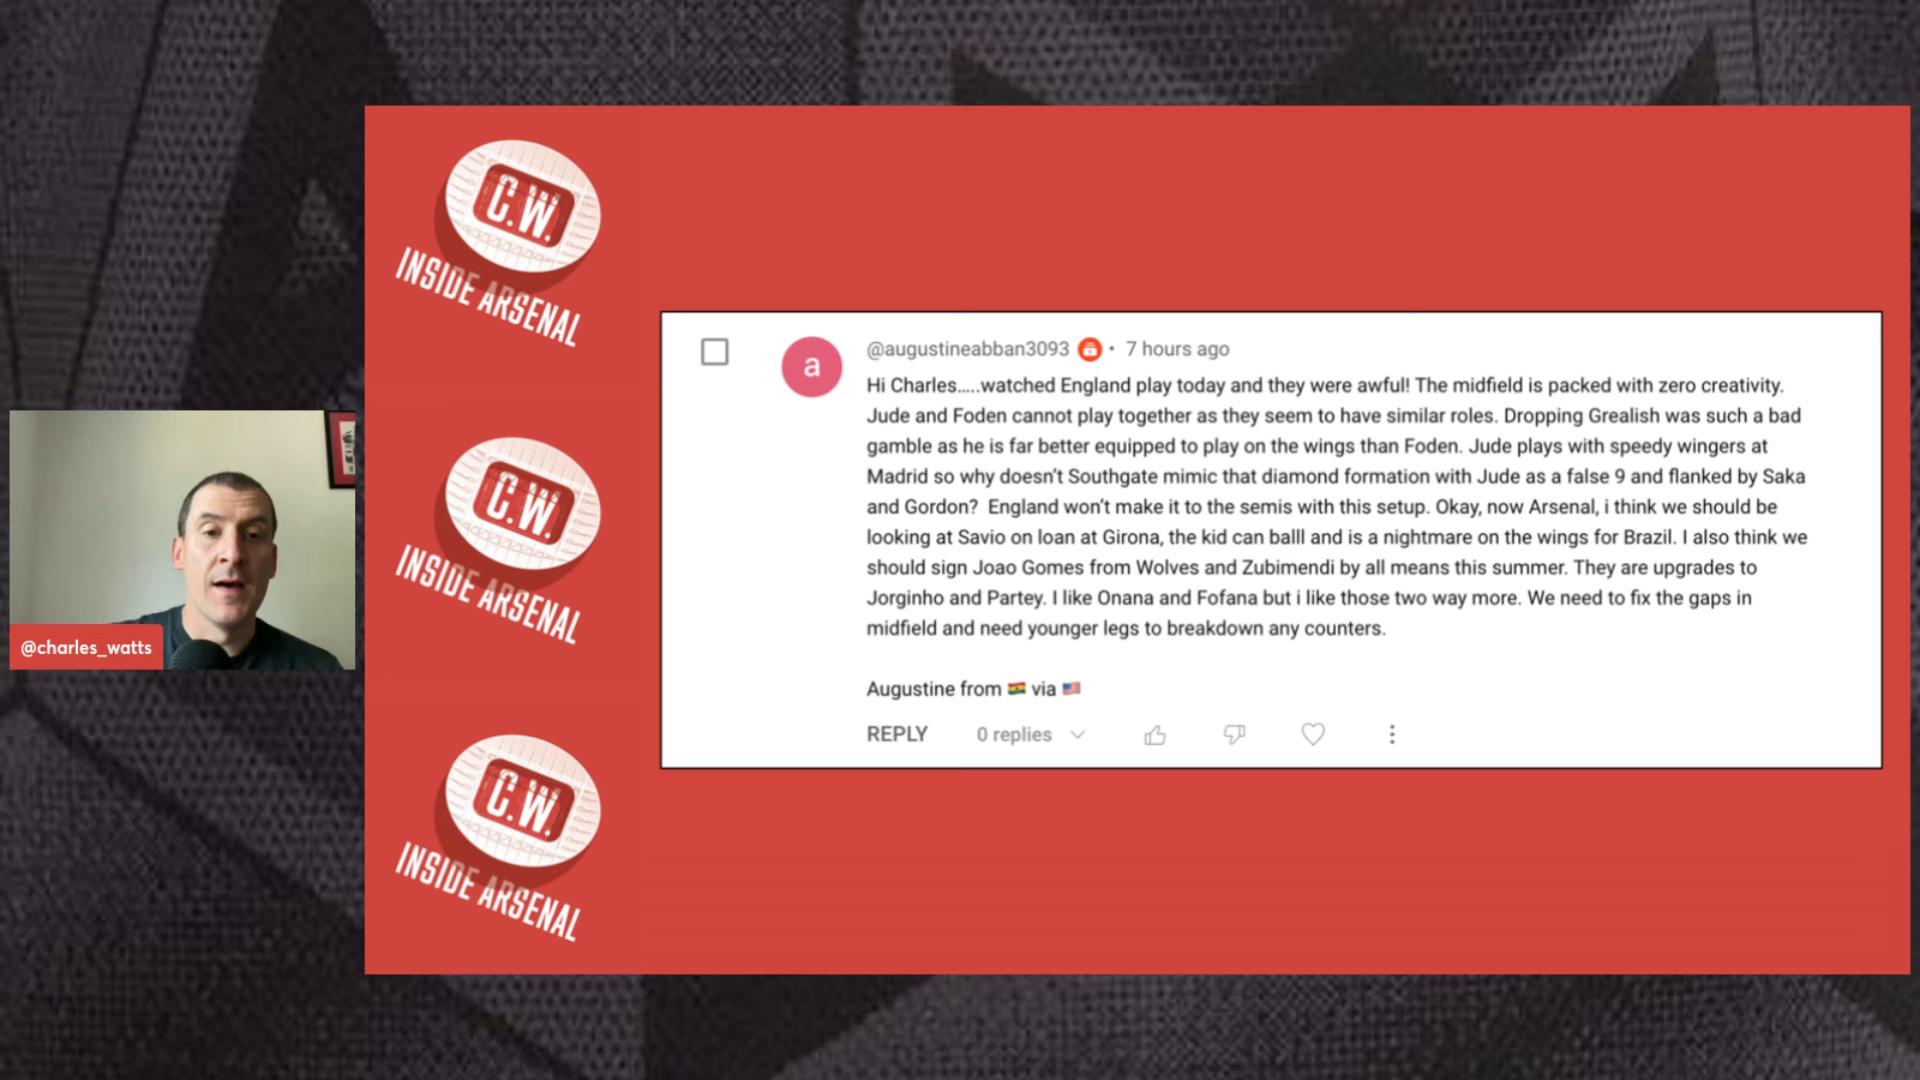 C.W.
INSIDE ARSENAL
C.W.
INSIDE ARSENAL
C.W.
INSIDE ARSENAL
@charles_watts
a
@augustineabban3093 • 7 hours ago
Hi Charles.....watched England play today and they were awful! The midfield is packed with zero creativity.
Jude and Foden cannot play together as they seem to have similar roles. Dropping Grealish was such a bad
gamble as he is far better equipped to play on the wings than Foden. Jude plays with speedy wingers at
Madrid so why doesn't Southgate mimic that diamond formation with Jude as a false 9 and flanked by Saka
and Gordon?  England won't make it to the semis with this setup. Okay, now Arsenal, i think we should be
looking at Savio on loan at Girona, the kid can balll and is a nightmare on the wings for Brazil. I also think we
should sign Joao Gomes from Wolves and Zubimendi by all means this summer. They are upgrades to
Jorginho and Partey. I like Onana and Fofana but i like those two way more. We need to fix the gaps in
midfield and need younger legs to breakdown any counters.
Augustine from 🇬🇭 via 🇺🇸
REPLY 0 replies